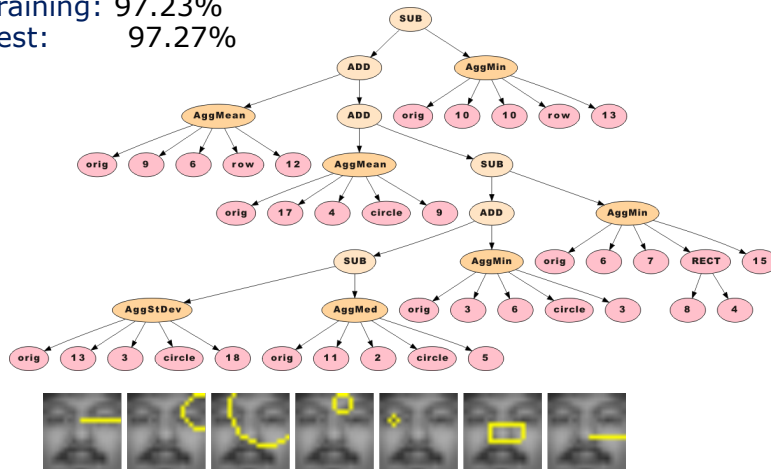 raining: 97.23%
est: 97.27%
SUB
ADD AggMin
AggMean ADD orig 10 10 row 13
orig 9 6 row 12 AggMean SUB
orig 17 4 circle 9 ADD AggMin
SUB AggMin orig 6 7 RECT 15
AggStDev AggMed orig 3 6 circle 3 8 4
orig 13 3 circle 18 orig 11 2 circle 5